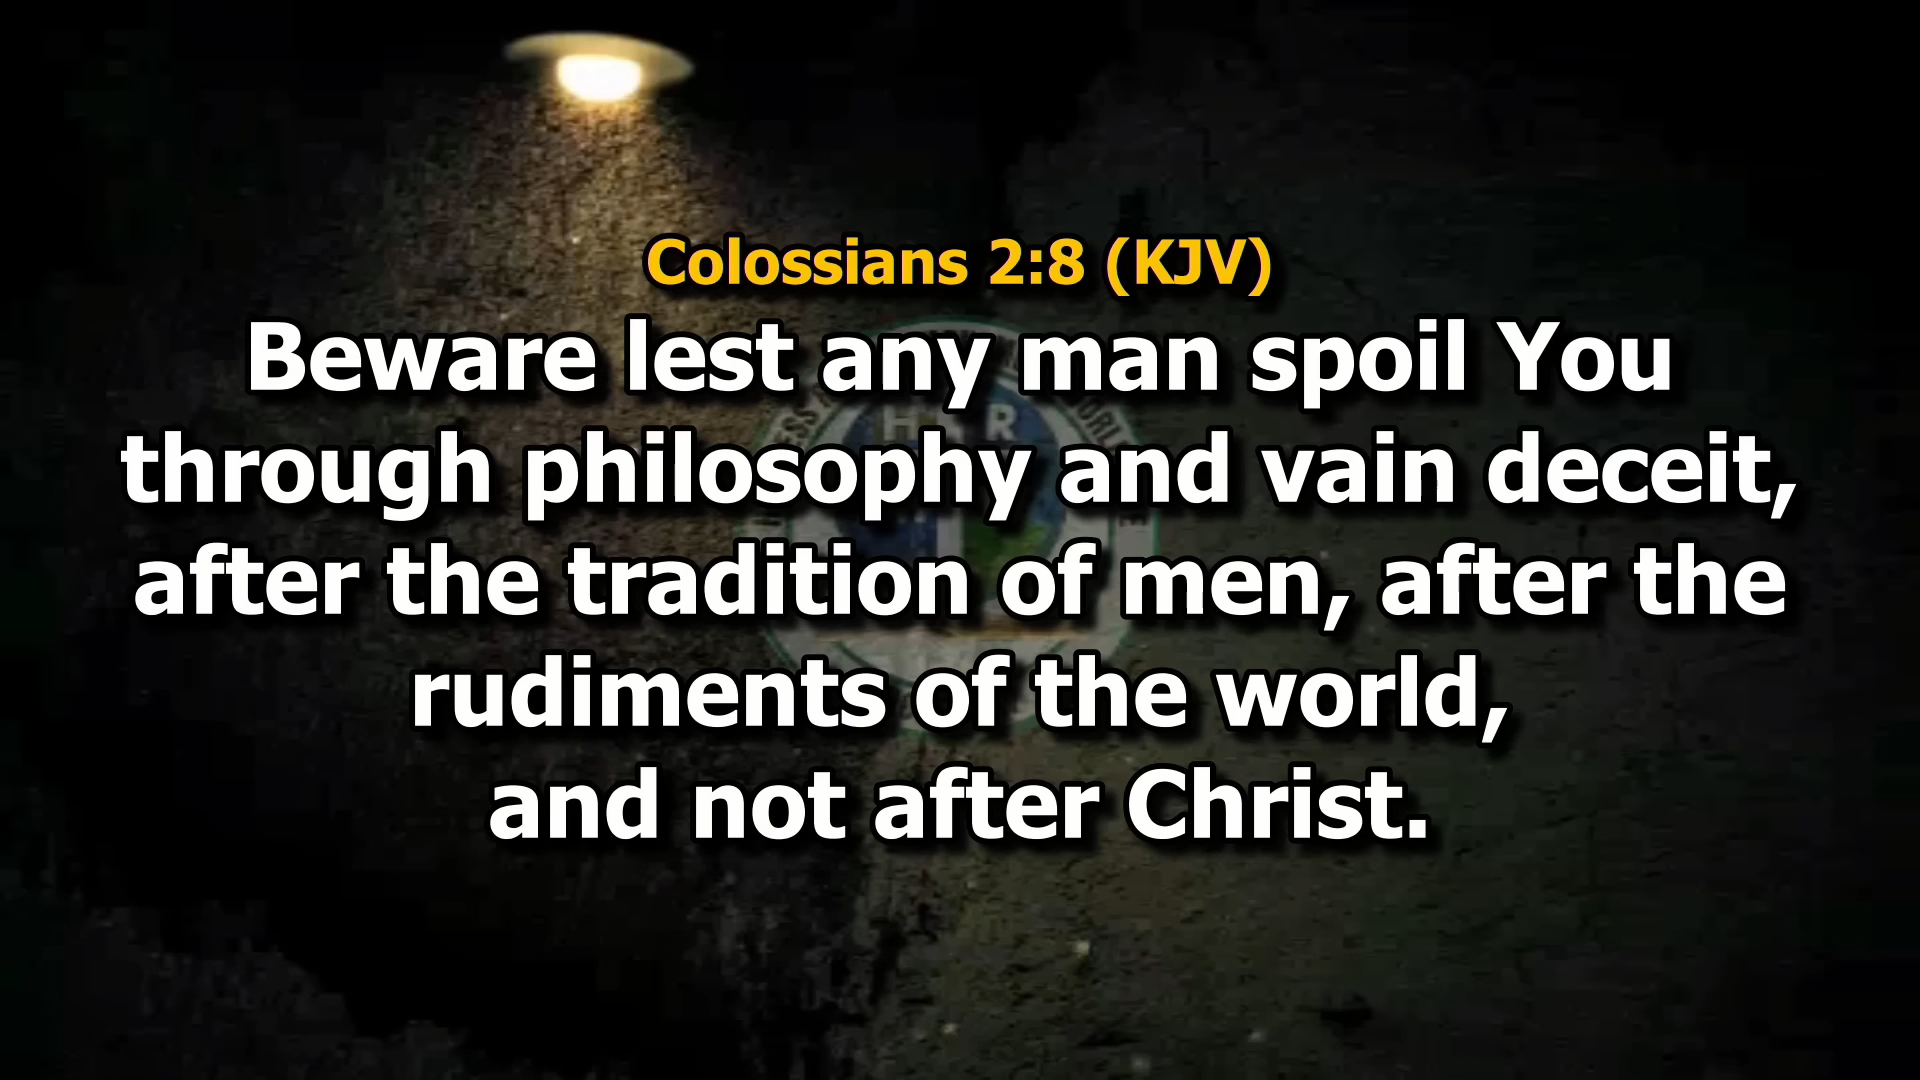 Colossians 2:8 (KJV)
Beware lest any man spoil You
through philosophy and vain deceit,
after the tradition of men, after the
rudiments of the world,
and not after Christ.